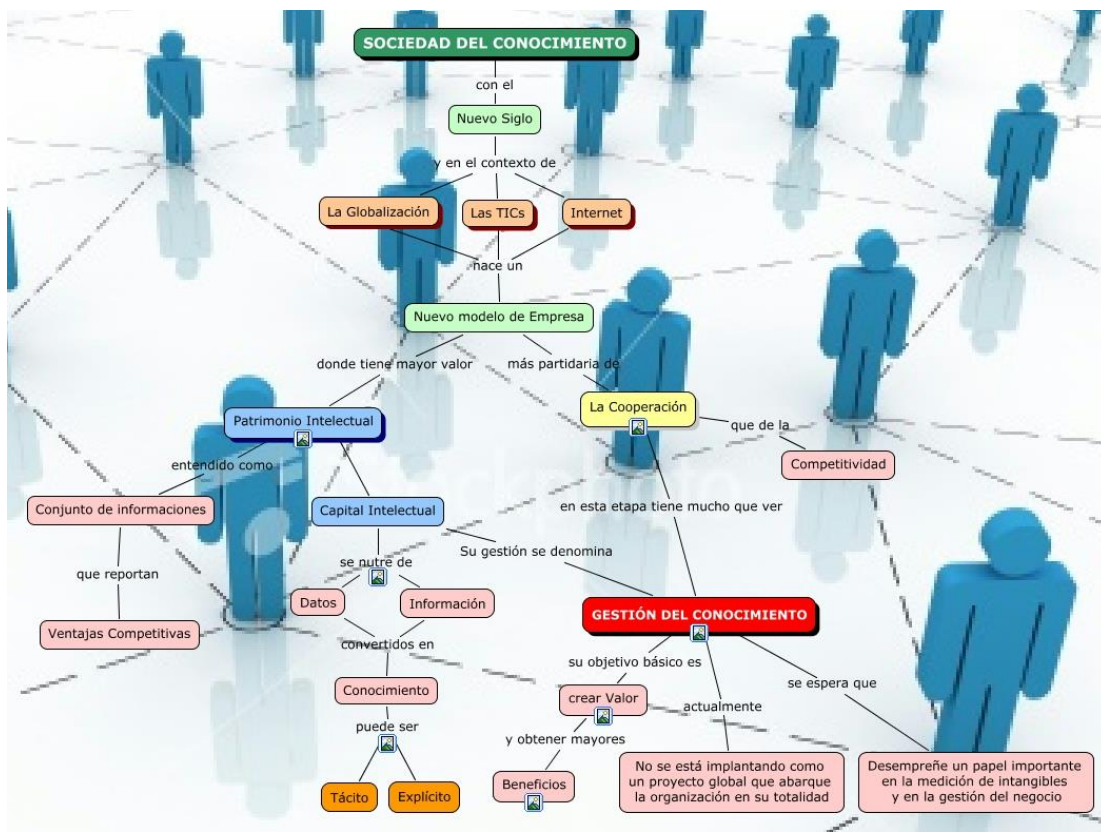 SOCIEDAD DEL CONOCIMIENTO
con el
Nuevo Siglo
y en el contexto de
La Globalización
Las TICs
Internet
nace un
Nuevo modelo de Empresa
donde tiene mayor valor
más partidaria de
Patrimonio Intelectual
La Cooperación
que de la
Competitividad
entendido como
Conjunto de informaciones
Capital Intelectual
en esta etapa tiene mucho que ver
Su gestión se denomina
que reportan
se nutre de
Datos
Información
Ventajas Competitivas
GESTIÓN DEL CONOCIMIENTO
convertidos en
Conocimiento
puede ser
Tácito
Explícito
su objetivo básico es
crear Valor
y obtener mayores
Beneficios
actualmente
No se está implantando como
un proyecto global que abarque
la organización en su totalidad
se espera que
Desempreñe un papel importante
en la medición de intangibles
y en la gestión del negocio